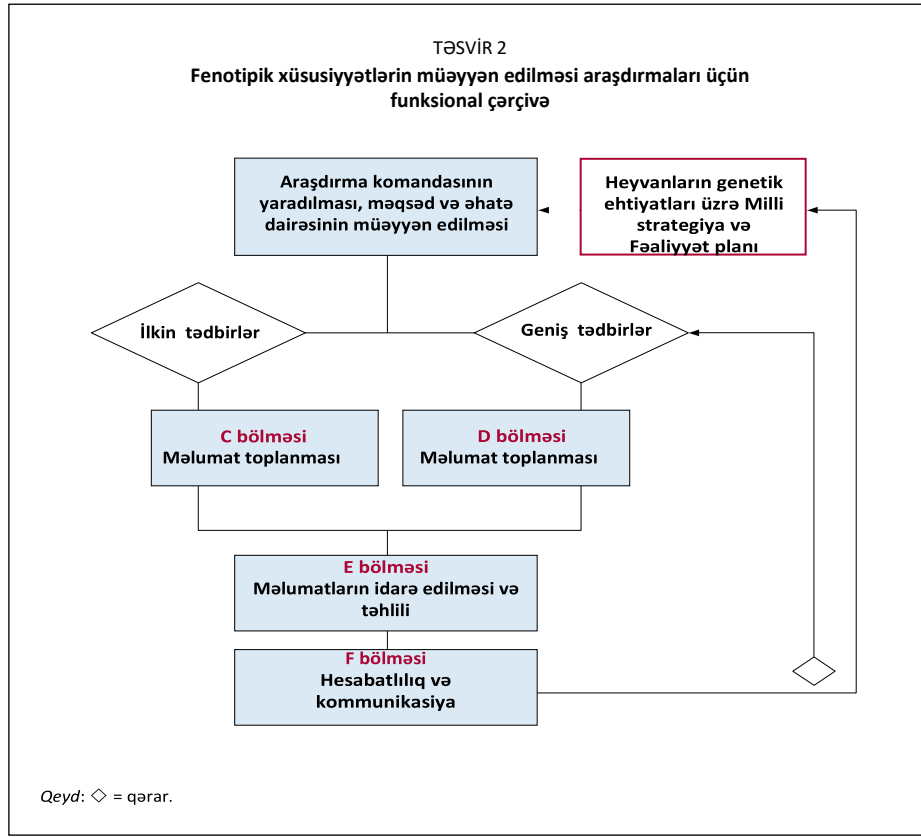 TƏSVİR 2
Fenotipik xüsusiyyətlərin müəyyən edilməsi araşdırmaları üçün
funksional çərçivə
Araşdırma komandasının
yaradılması, məqsəd və əhatə
dairəsinin müəyyən edilməsi
Heyvanların genetik
ehtiyatları üzrə Milli
strategiya və
Fəaliyyət planı
İlkin tədbirlər
Geniş tədbirlər
C bölməsi
Məlumat toplanması
D bölməsi
Məlumat toplanması
E bölməsi
Məlumatların idarə edilməsi və
təhlili
F bölməsi
Hesabatlılıq və
kommunikasiya
Qeyd: ◇ = qərar.